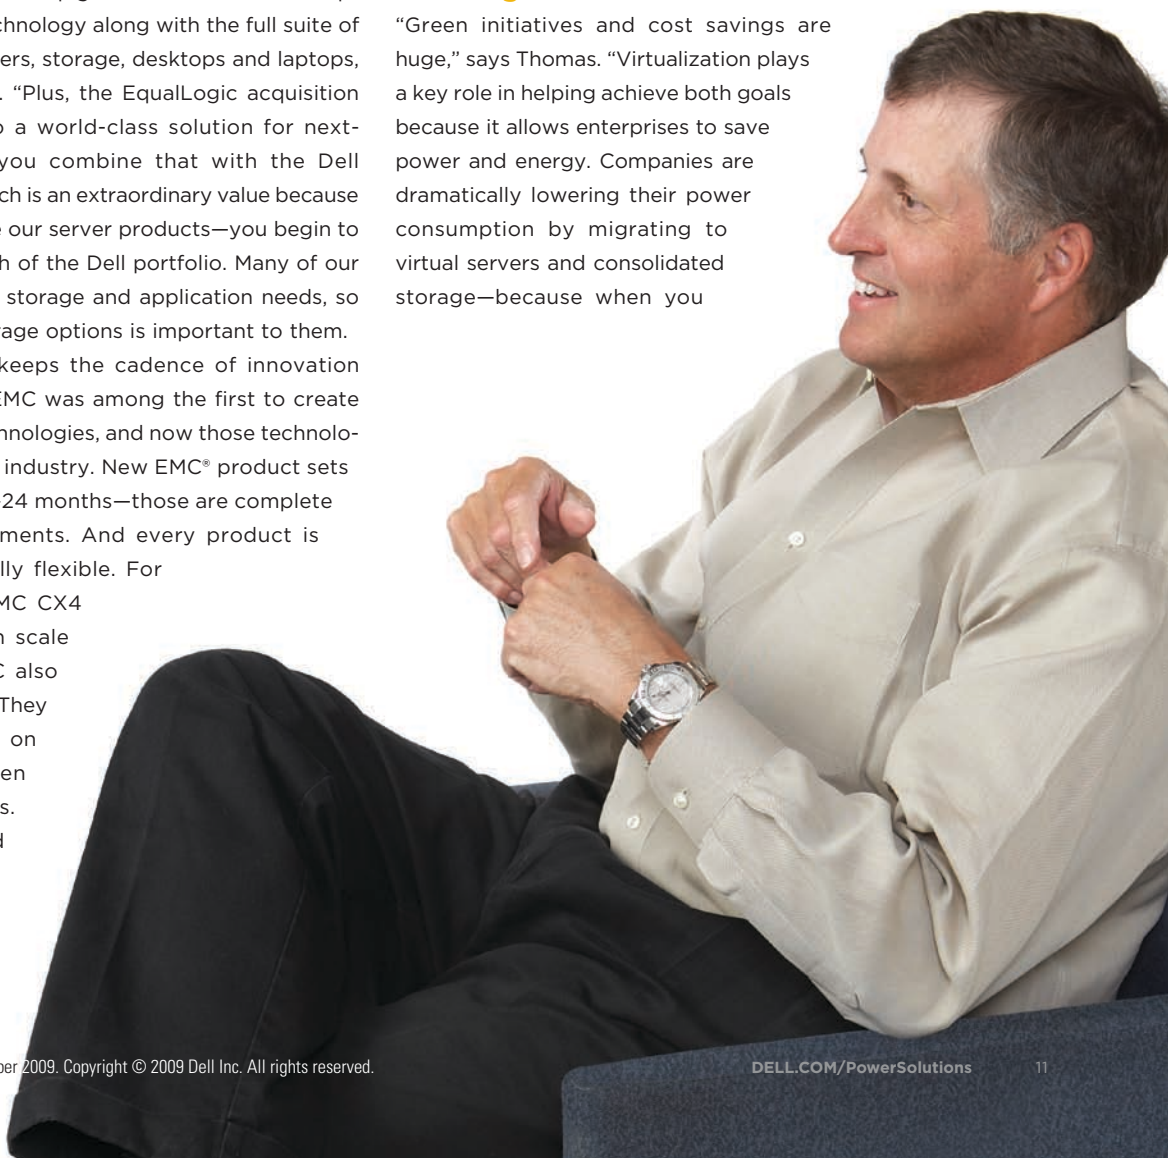 chnology along with the full suite of
ers, storage, desktops and laptops,
. “Plus, the EqualLogic acquisition
o a world-class solution for next-
you combine that with the Dell
ch is an extraordinary value because
e our server products—you begin to
h of the Dell portfolio. Many of our
storage and application needs, so
rage options is important to them.
keeps the cadence of innovation
EMC was among the first to create
hnologies, and now those technolo-
industry. New EMC® product sets
24 months—those are complete
ments. And every product is
lly flexible. For
MC CX4
n scale
C also
They
on
en
s.
d
“Green initiatives and cost savings are
huge,” says Thomas. “Virtualization plays
a key role in helping achieve both goals
because it allows enterprises to save
power and energy. Companies are
dramatically lowering their power
consumption by migrating to
virtual servers and consolidated
storage—because when you
ber 2009. Copyright © 2009 Dell Inc. All rights reserved.
DELL.COM/PowerSolutions
11